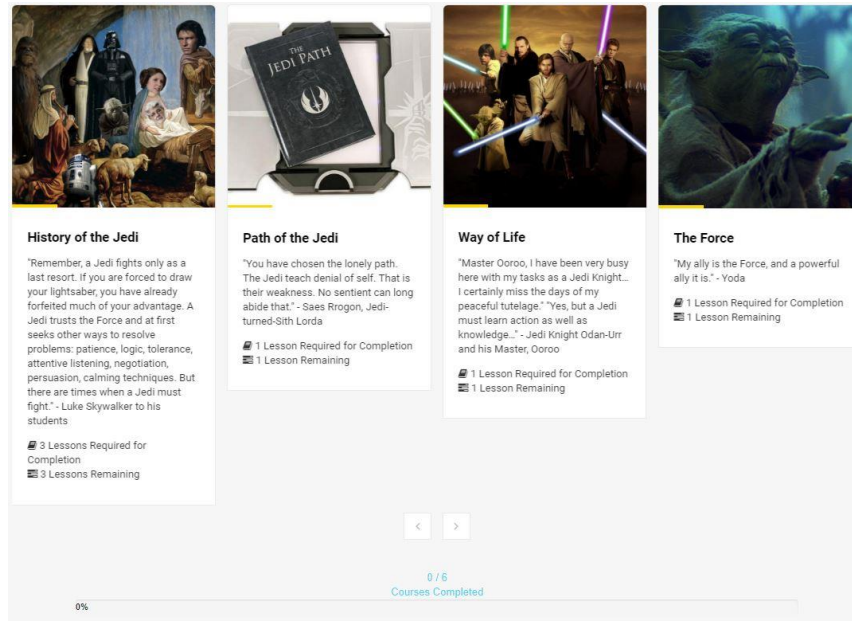 THE
JEDI PATH
History of the Jedi
"Remember, a Jedi fights only as a
last resort. If you are forced to draw
your lightsaber, you have already
forfeited much of your advantage. A
Jedi trusts the Force and at first
seeks other ways to resolve
problems: patience, logic, tolerance,
attentive listening, negotiation,
persuasion, calming techniques. But
there are times when a Jedi must
fight." - Luke Skywalker to his
students
3 Lessons Required for
Completion
3 Lessons Remaining
Path of the Jedi
"You have chosen the lonely path.
The Jedi teach denial of self. That is
their weakness. No sentient can long
abide that." - Saes Rrogon, Jedi-
turned-Sith Lorda
1 Lesson Required for Completion
1 Lesson Remaining
Way of Life
"Master Ooroo, I have been very busy
here with my tasks as a Jedi Knight...
I certainly miss the days of my
peaceful tutelage." "Yes, but a Jedi
must learn action as well as
knowledge..." - Jedi Knight Odan-Urr
and his Master, Ooroo
1 Lesson Required for Completion
1 Lesson Remaining
The Force
"My ally is the Force, and a powerful
ally it is." - Yoda
1 Lesson Required for Completion
1 Lesson Remaining
0 / 6
Courses Completed
0%